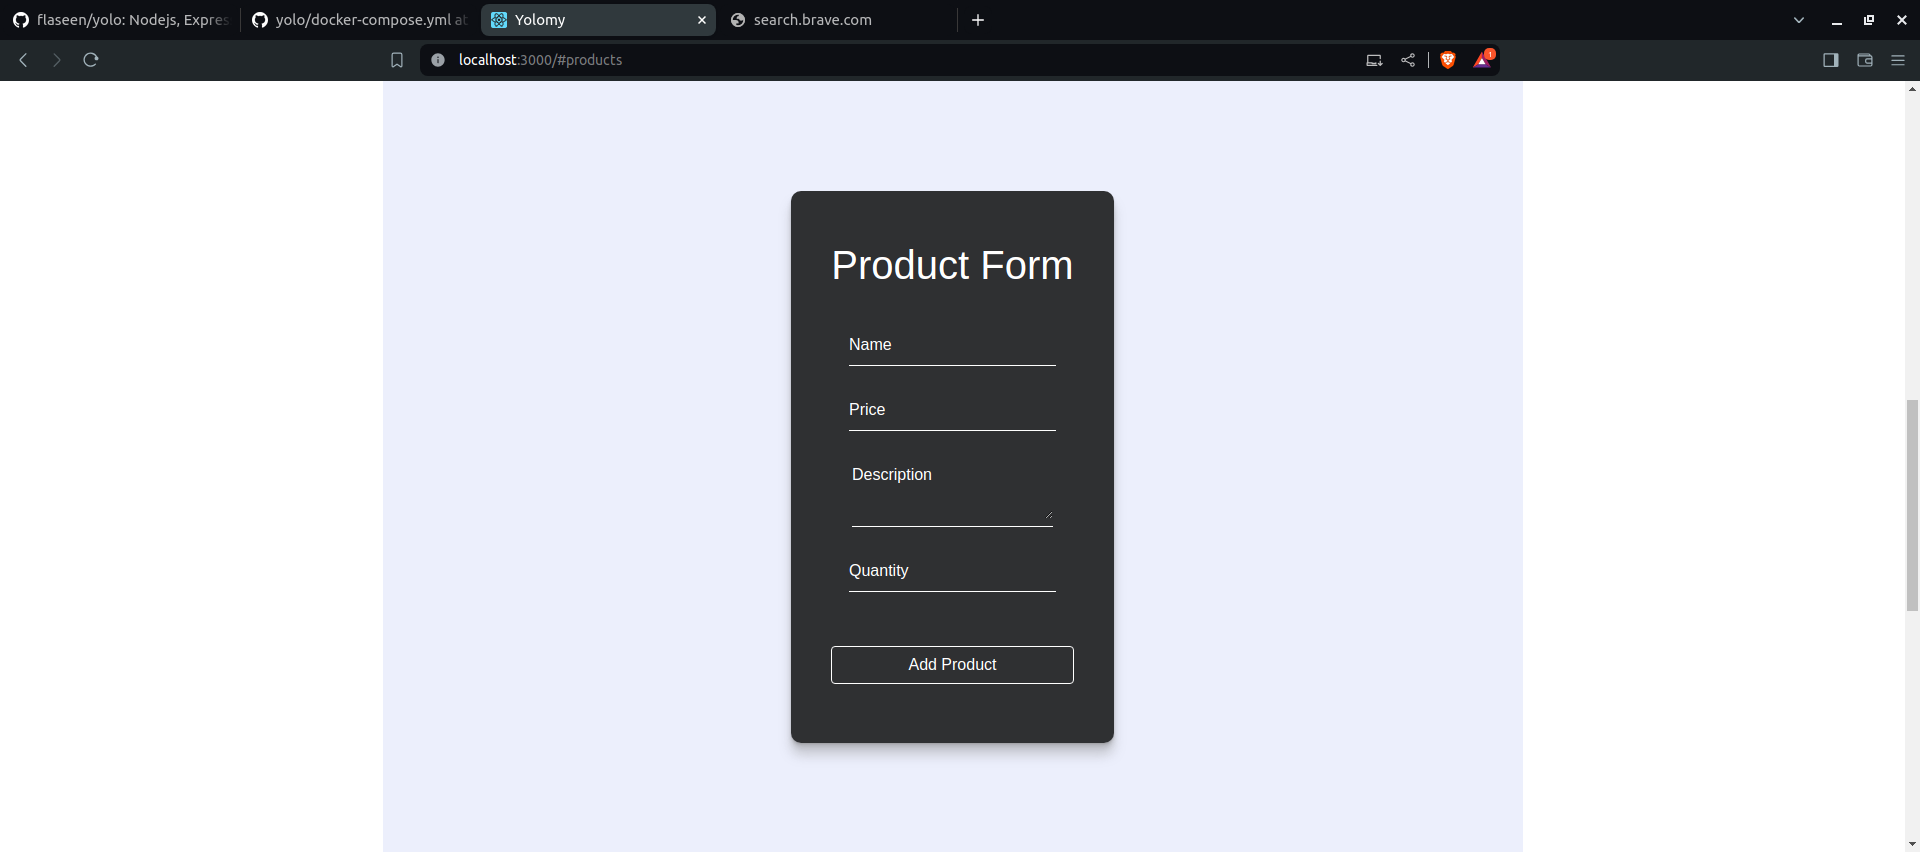 flaseen/yolo: Nodejs, Expres
yolo/docker-compose.yml at
Yolomy
search.brave.com
localhost:3000/#products
1
Product Form
Name
Price
Description
Quantity
Add Product